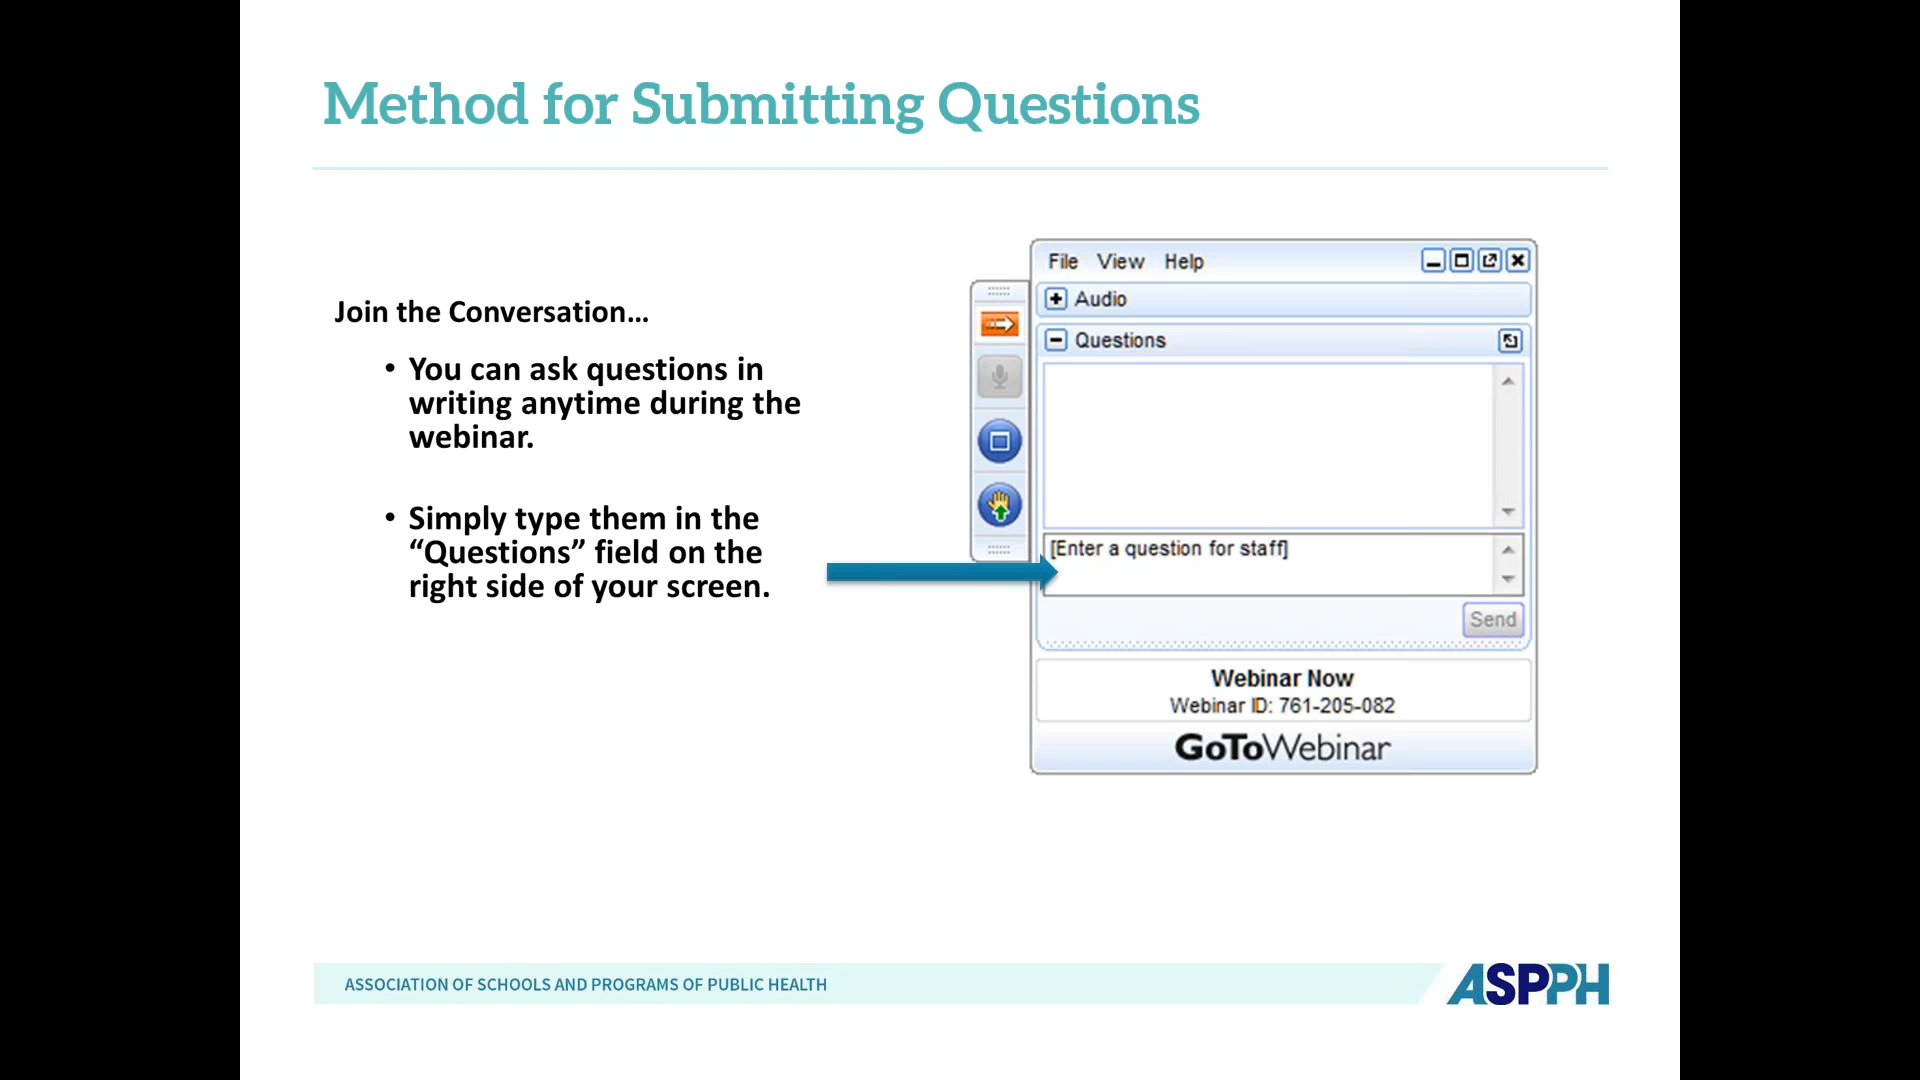 Method for Submitting Questions
Join the Conversation...
• You can ask questions in
writing anytime during the
webinar.
• Simply type them in the
“Questions” field on the
right side of your screen.
File View Help
Audio
Questions
[Enter a question for staff]
Send
Webinar Now
Webinar ID: 761-205-082
GoToWebinar
ASSOCIATION OF SCHOOLS AND PROGRAMS OF PUBLIC HEALTH
ASPPH